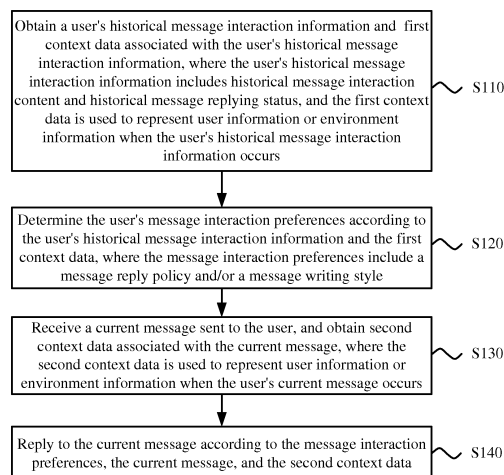 Obtain a user's historical message interaction information and first
context data associated with the user's historical message
interaction information, where the user's historical message
interaction information includes historical message interaction
content and historical message replying status, and the first context
data is used to represent user information or environment
information when the user's historical message interaction
information occurs
S110
Determine the user's message interaction preferences according to
the user's historical message interaction information and the first
context data, where the message interaction preferences include a
message reply policy and/or a message writing style
S120
Receive a current message sent to the user, and obtain second
context data associated with the current message, where the
second context data is used to represent user information or
environment information when the user's current message occurs
S130
Reply to the current message according to the message interaction
preferences, the current message, and the second context data
S140